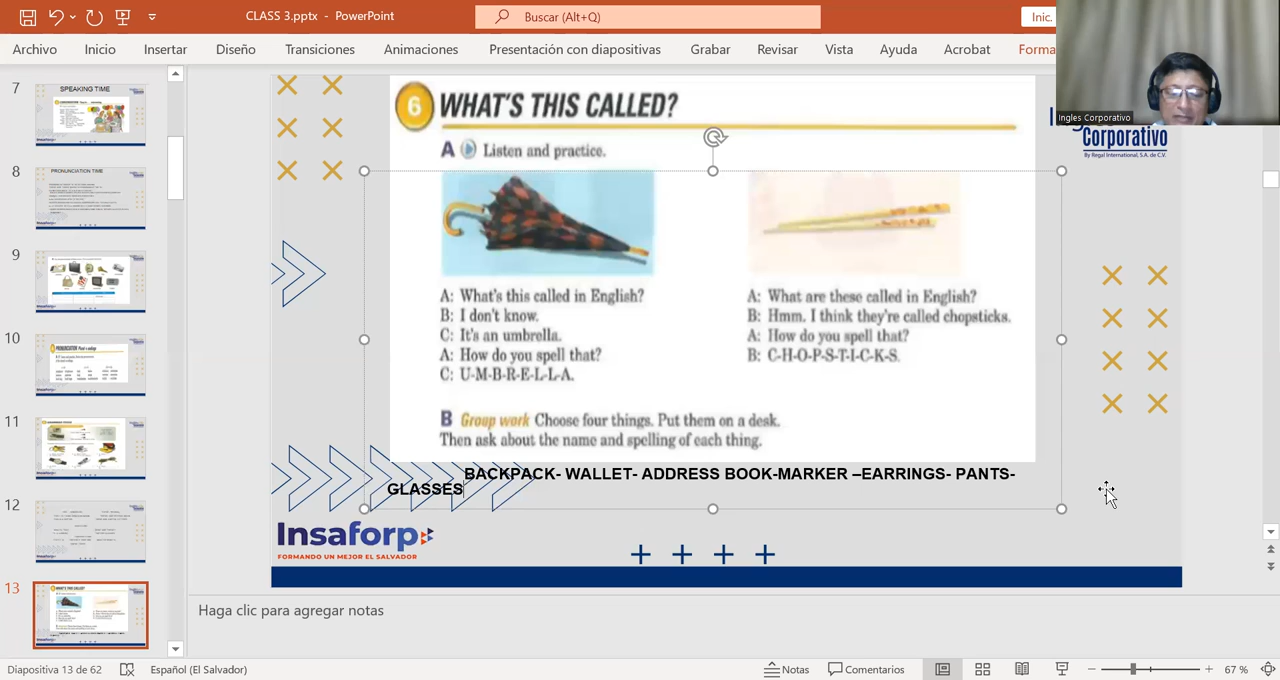 CLASS 3.pptx - PowerPoint
Buscar (Alt+Q)
Inic.
Archivo Inicio Insertar Diseño Transiciones Animaciones Presentación con diapositivas Grabar Revisar Vista Ayuda Acrobat Forma
Ingles Corporativo
Corporativo
By Regal International, S.A. de C.V.
7
SPEAKING TIME
8
PRONUNCIATION TIME
9
10
11
12
13
6 WHAT'S THIS CALLED?
A Listen and practice.
A: What's this called in English?
B: I don't know.
C: It's an umbrella.
A: How do you spell that?
C: U-M-B-R-E-L-L-A.
A: What are these called in English?
B: Hmm. I think they're called chopsticks.
A: How do you spell that?
B: C-H-O-P-S-T-I-C-K-S.
B Group work Choose four things. Put them on a desk.
Then ask about the name and spelling of each thing.
BACKPACK- WALLET- ADDRESS BOOK-MARKER –EARRINGS- PANTS-
GLASSES
Insaforp
FORMANDO UN MEJOR EL SALVADOR
Haga clic para agregar notas
Diapositiva 13 de 62 Español (El Salvador) Notas Comentarios 67 %